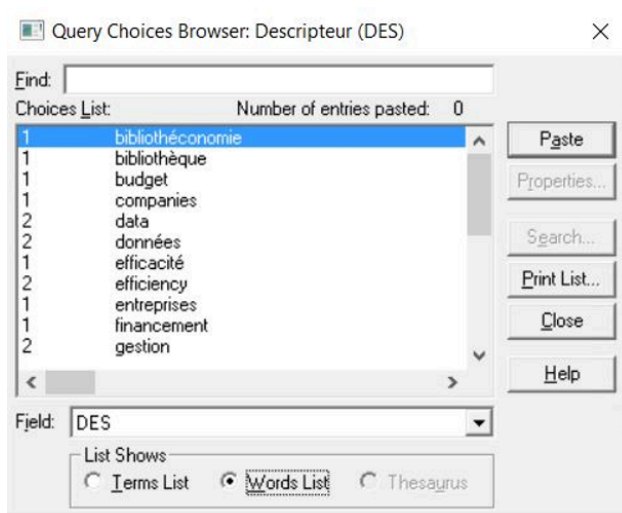 Query Choices Browser: Descripteur (DES)
Find:
Choices List: Number of entries pasted: 0
1 bibliothéconomie
1 bibliothèque
1 budget
1 companies
2 data
2 données
1 efficacité
2 efficiency
1 entreprises
1 financement
2 gestion
Paste
Properties...
Search...
Print List...
Close
Help
Field: DES
List Shows
Terms List Words List Thesaurus